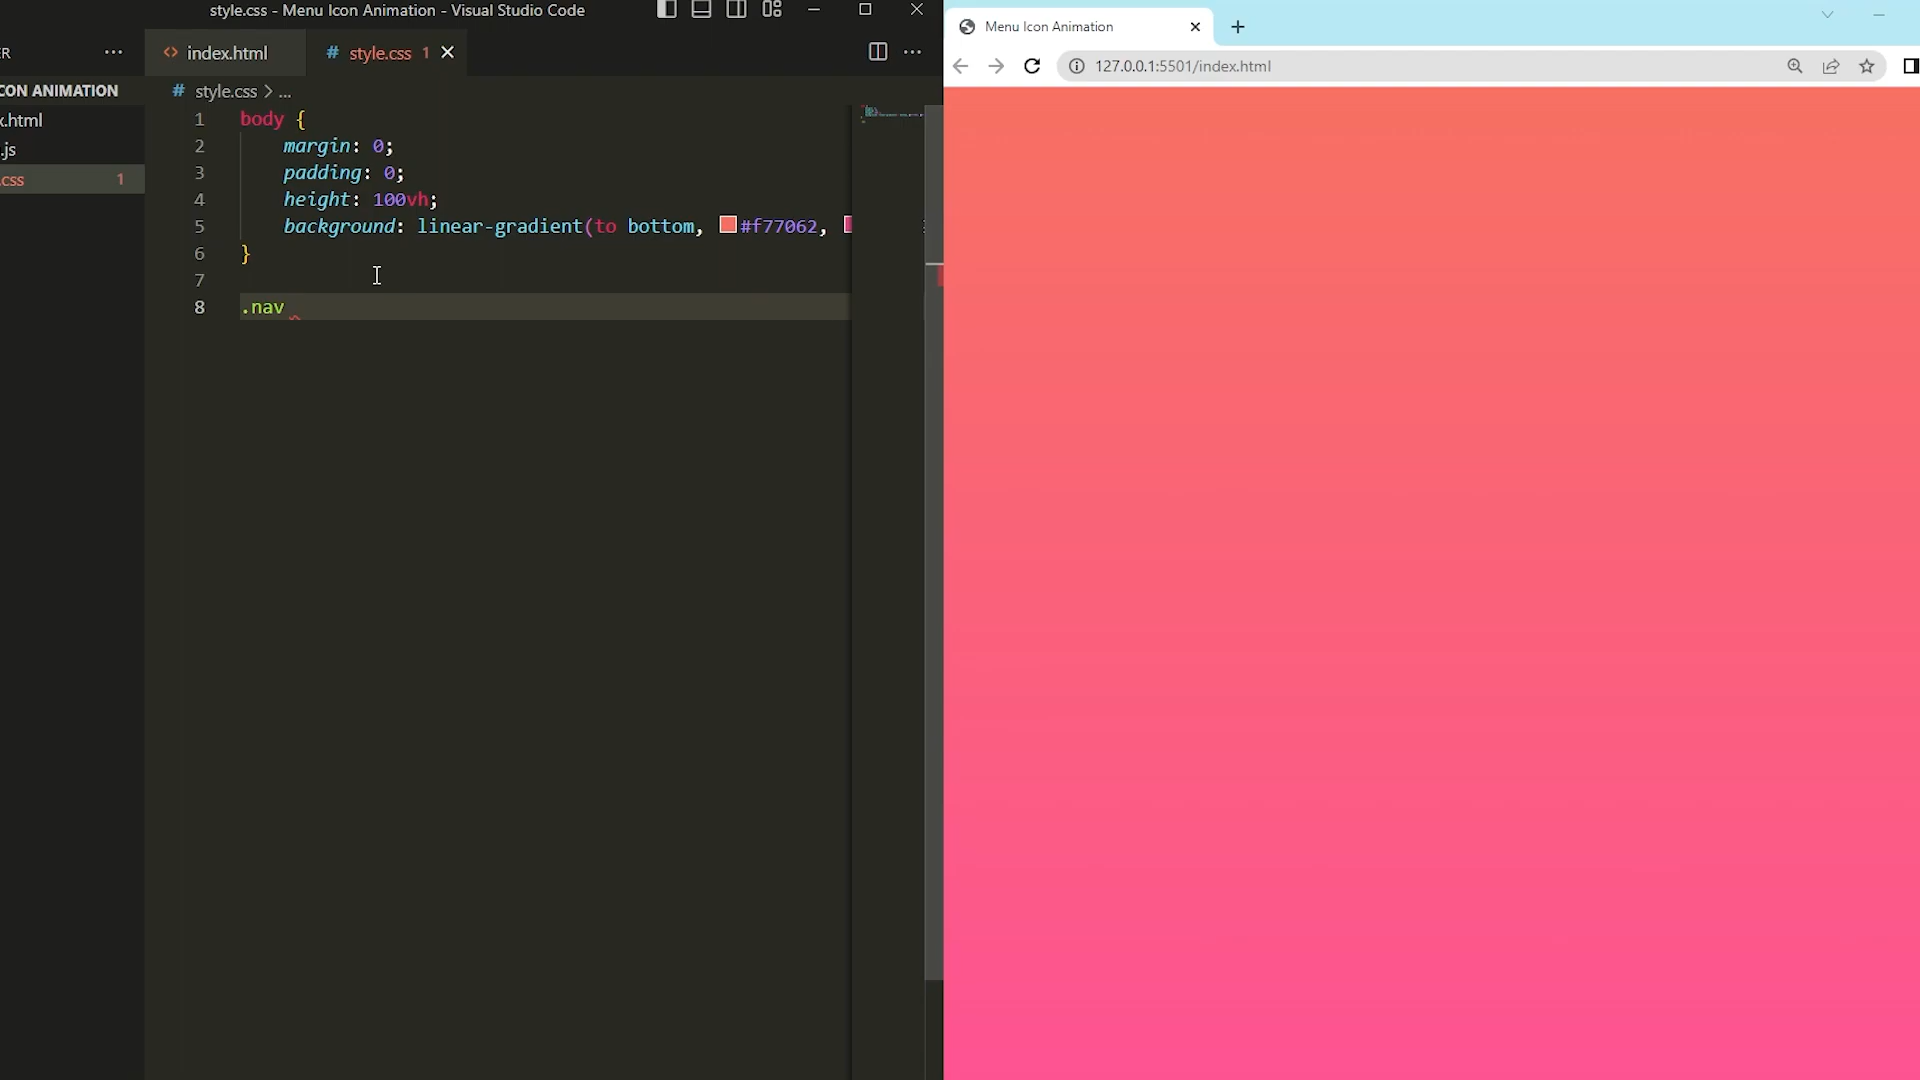 style.css - Menu Icon Animation - Visual Studio Code
R
index.html
style.css 1
CON ANIMATION
x.html
.js
.css 1
# style.css > ...
1 body {
2 margin: 0;
3 padding: 0;
4 height: 100vh;
5 background: linear-gradient(to bottom, #f77062,
6 }
7
8 .nav
Menu Icon Animation
127.0.0.1:5501/index.html